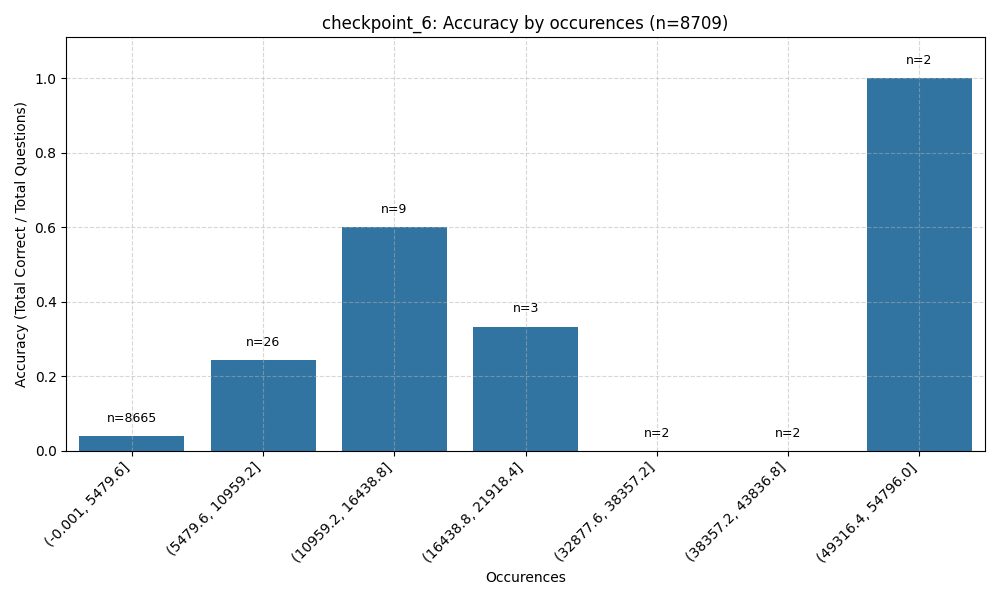 checkpoint_6: Accuracy by occurences (n=8709)
Accuracy (Total Correct / Total Questions)
1.0
0.8
0.6
0.4
0.2
0.0
n=8665
n=26
n=9
n=3
n=2
n=2
n=2
(-0.001, 5479.6]
(5479.6, 10959.2]
(10959.2, 16438.8]
(16438.8, 21918.4]
(32877.6, 38357.2]
(38357.2, 43836.8]
(49316.4, 54796.0]
Occurences